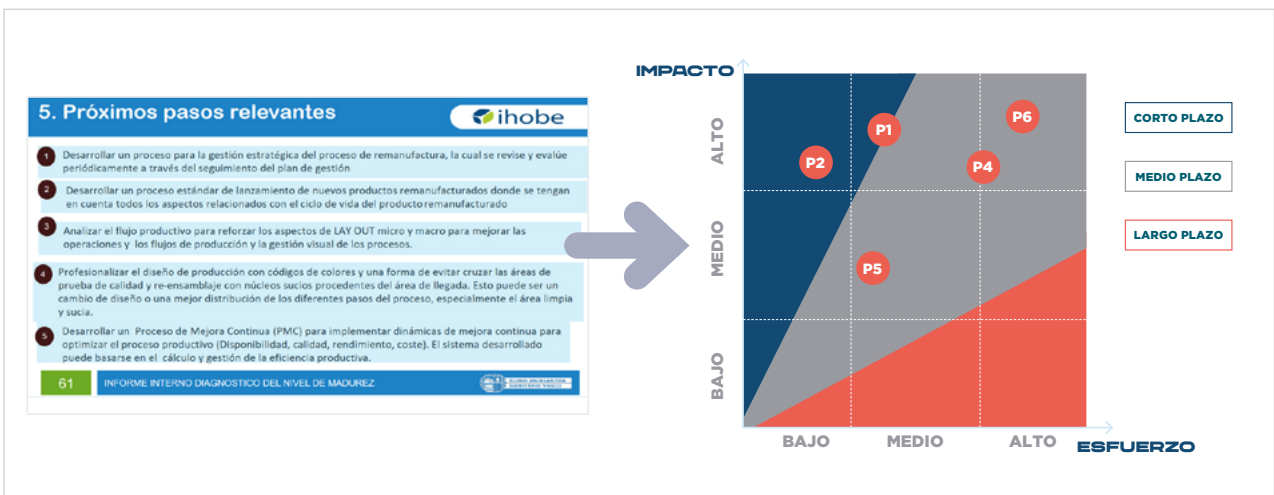 5. Próximos pasos relevantes
ihobe
1 Desarrollar un proceso para la gestión estratégica del proceso de remanufactura, la cual se revise y evalúe
periódicamente a través del seguimiento del plan de gestión
2 Desarrollar un proceso estándar de lanzamiento de nuevos productos remanufacturados donde se tengan
en cuenta todos los aspectos relacionados con el ciclo de vida del producto remanufacturado
3 Analizar el flujo productivo para reforzar los aspectos de LAY OUT micro y macro para mejorar las
operaciones y los flujos de producción y la gestión visual de los procesos.
4 Profesionalizar el diseño de producción con códigos de colores y una forma de evitar cruzar las áreas de
prueba de calidad y re-ensamblaje con núcleos sucios procedentes del área de llegada. Esto puede ser un
cambio de diseño o una mejor distribución de los diferentes pasos del proceso, especialmente el área limpia
y sucia.
5 Desarrollar un Proceso de Mejora Continua (PMC) para implementar dinámicas de mejora continua para
optimizar el proceso productivo (Disponibilidad, calidad, rendimiento, coste). El sistema desarrollado
puede basarse en el cálculo y gestión de la eficiencia productiva.
61 INFORME INTERNO DIAGNOSTICO DEL NIVEL DE MADUREZ
IMPACTO
ALTO
MEDIO
BAJO
P1
P2
P6
P4
P5
BAJO
MEDIO
ALTO
ESFUERZO
CORTO PLAZO
MEDIO PLAZO
LARGO PLAZO